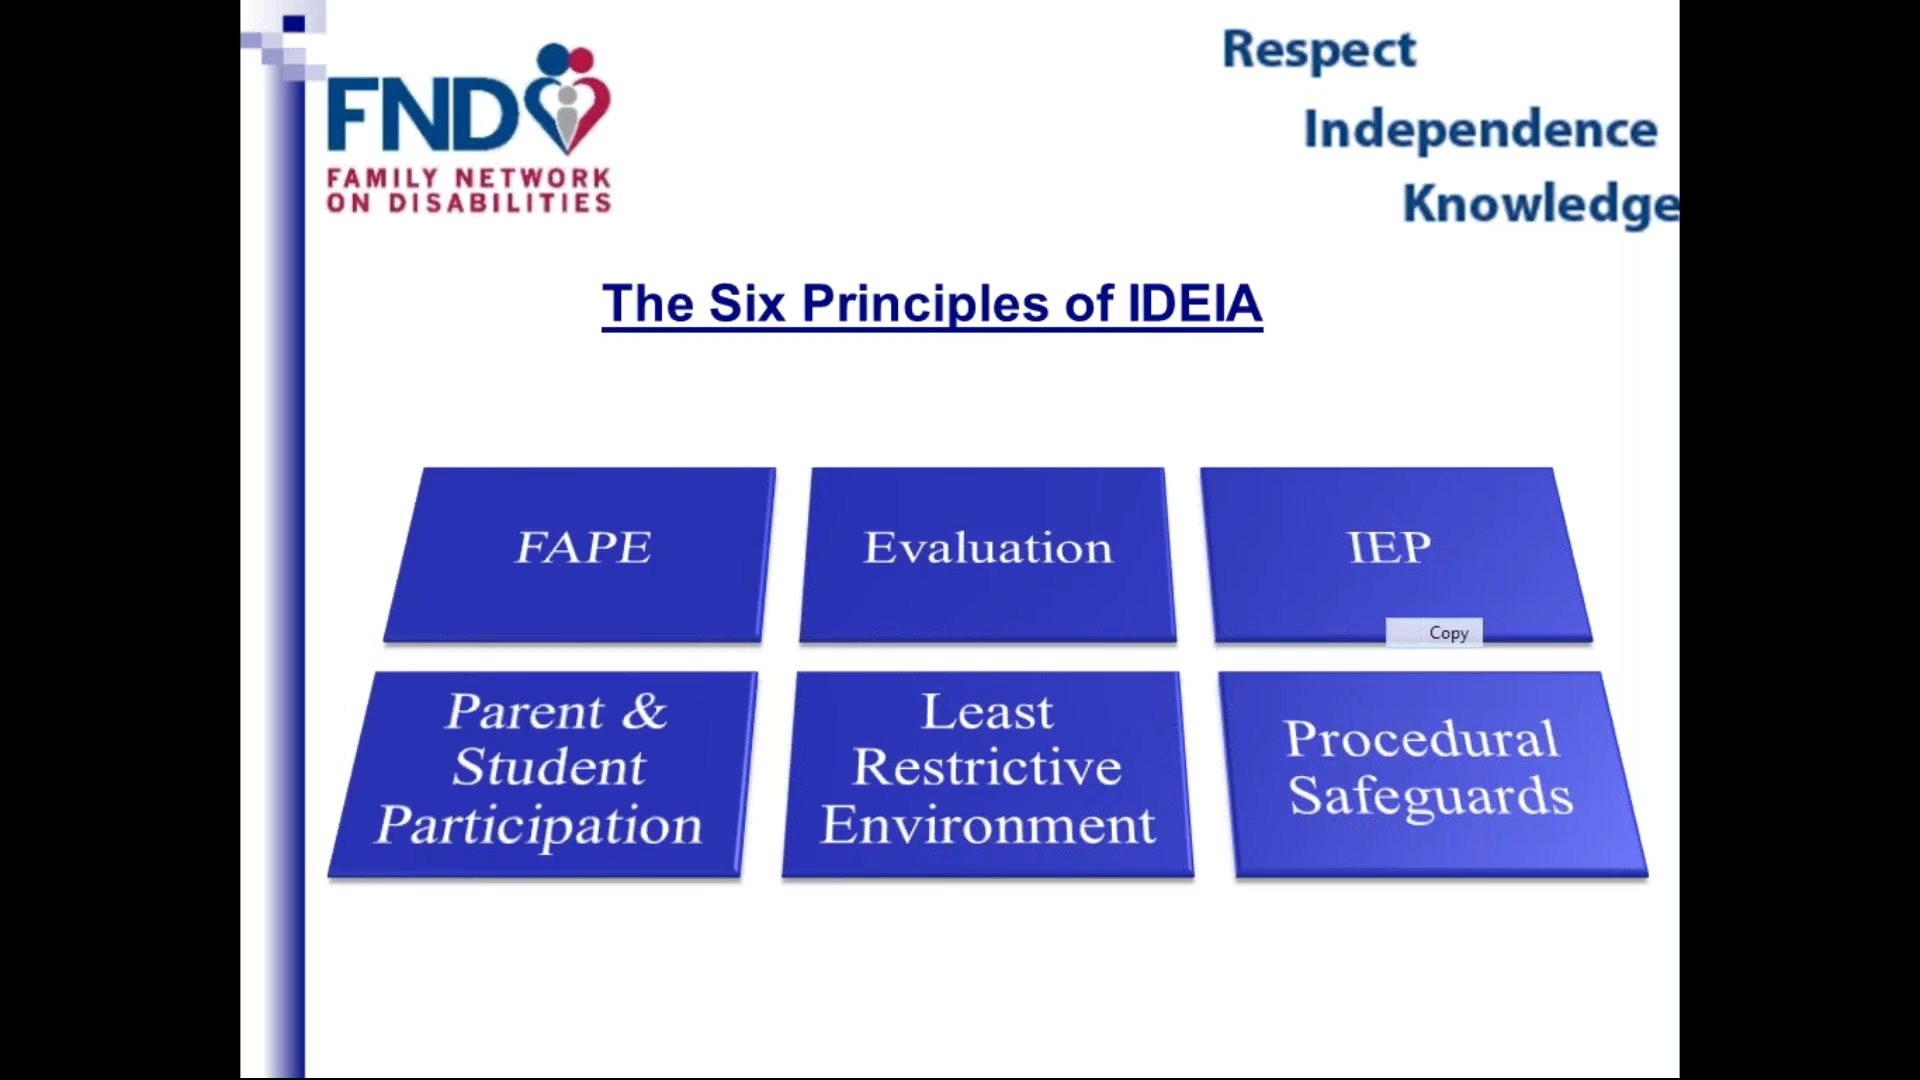 FND
FAMILY NETWORK
ON DISABILITIES
Respect
Independence
Knowledge
The Six Principles of IDEIA
FAPE
Evaluation
IEP
Copy
Parent &
Student
Participation
Least
Restrictive
Environment
Procedural
Safeguards